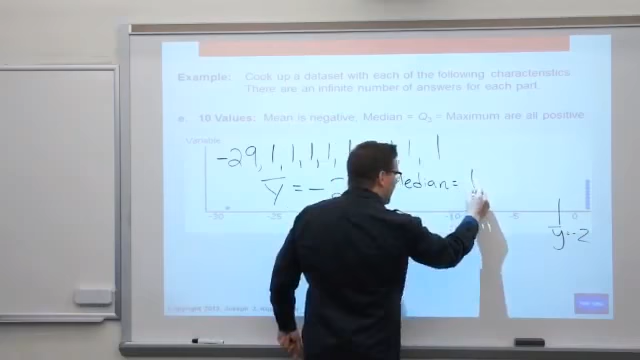 Example: Cook up a dataset with each of the following characteristics.
There are an infinite number of answers for each part.
e. 10 Values: Mean is negative, Median = Q3 = Maximum are all positive
Variable
-29, 1, 1, 1, 1, 1, 1
y̅ = -
Median = 1
-30 -25 -10 -5 0
y̅=-2